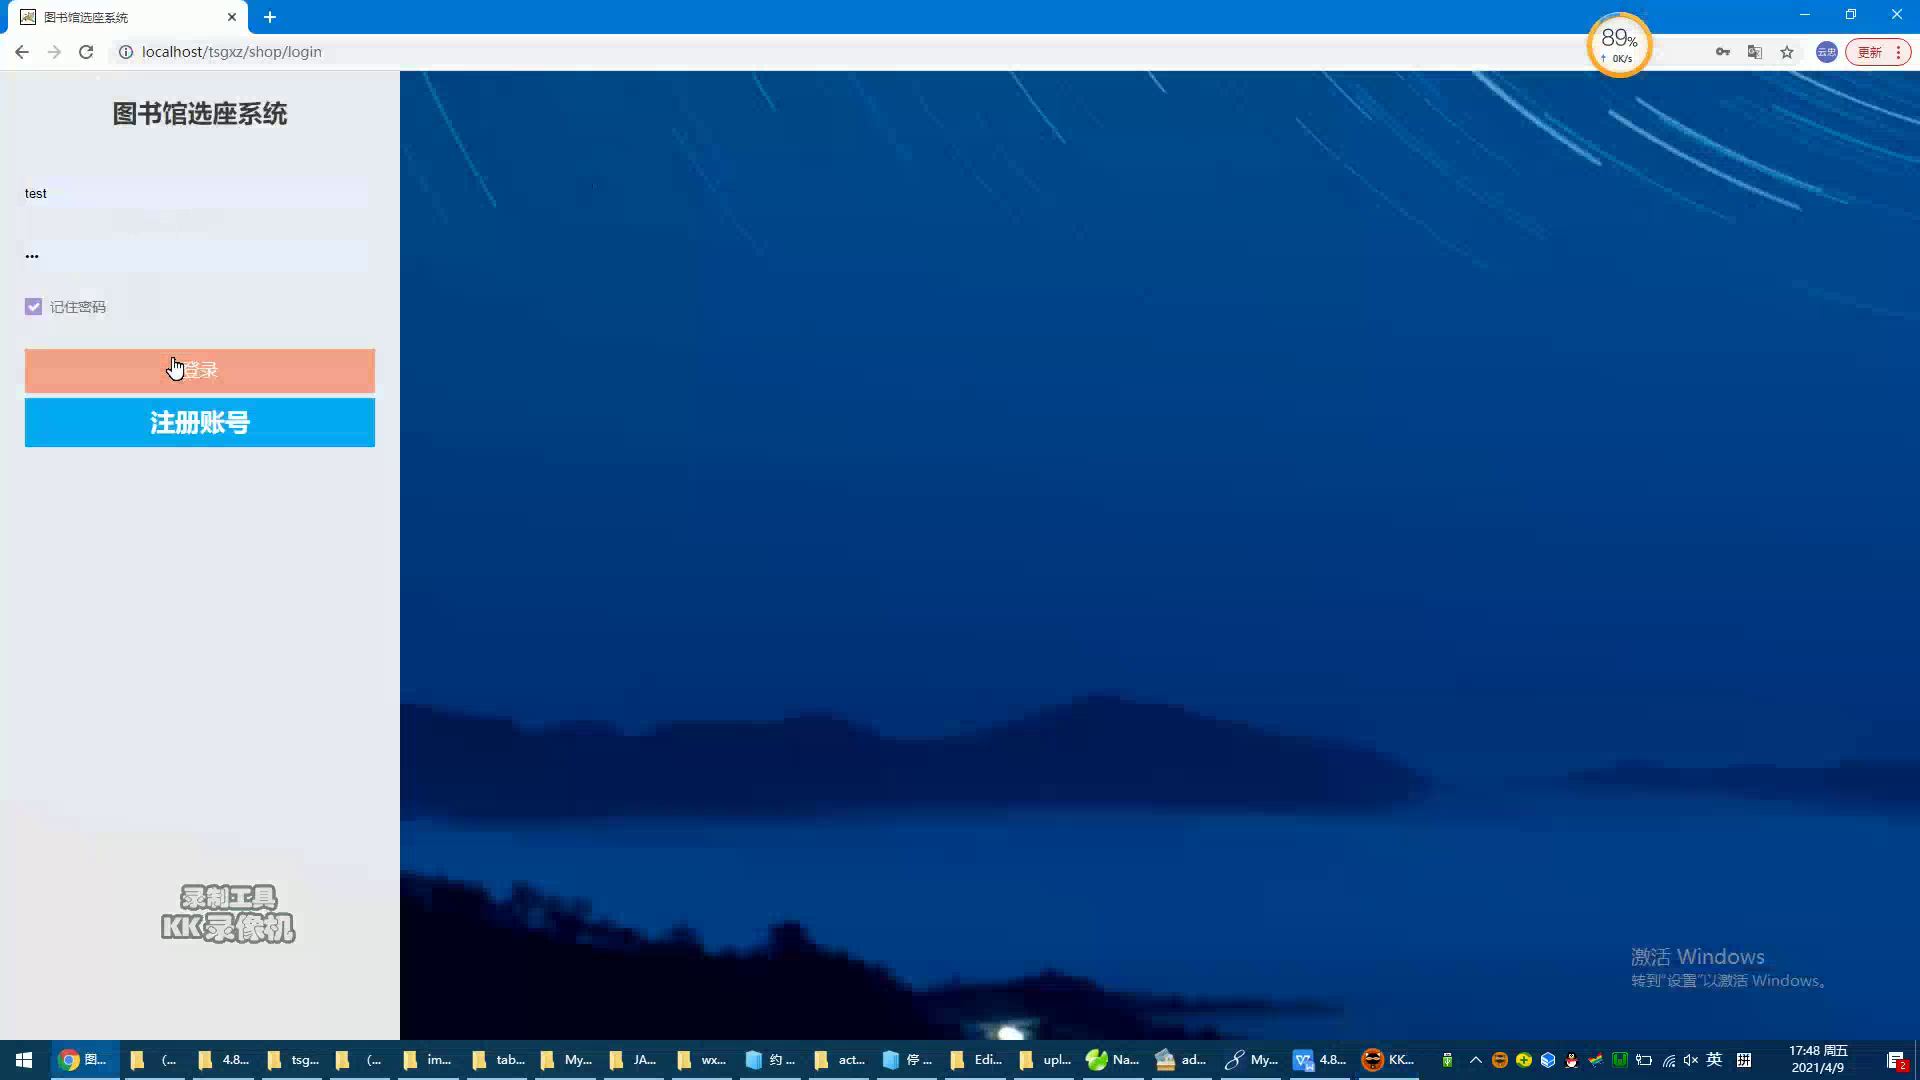 图书馆选座系统
localhost/tsgxz/shop/login
89%
0K/s
云忠
更新
图书馆选座系统
test
记住密码
登录
注册账号
录制工具
KK录像机
激活 Windows
转到“设置”以激活 Windows。
图...
(...
4.8...
tsg...
(...
im...
tab...
My...
JA...
wx...
约 ...
act...
停 ...
Edi...
upl...
Na...
ad...
My...
4.8...
KK...
英
拼
17:48 周五
2021/4/9
2